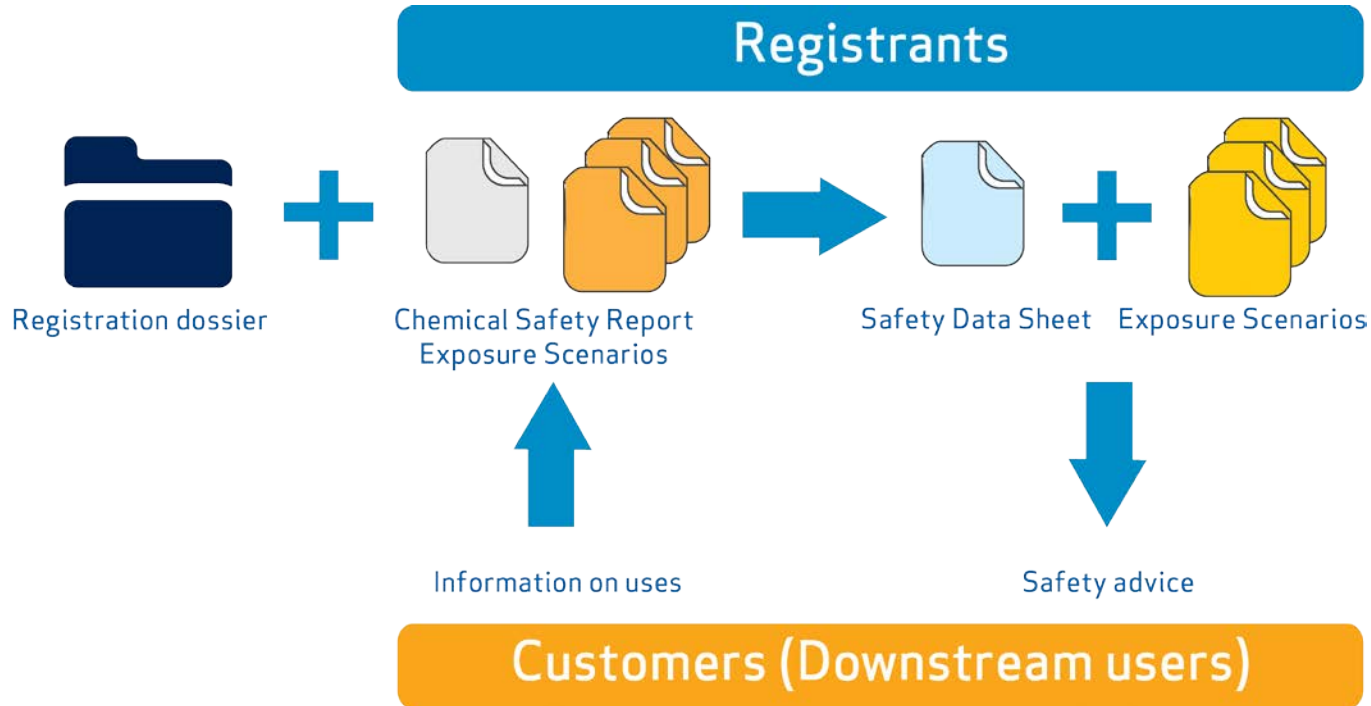 Registrants
Registration dossier
Chemical Safety Report
Exposure Scenarios
Safety Data Sheet
Exposure Scenarios
Information on uses
Safety advice
Customers (Downstream users)